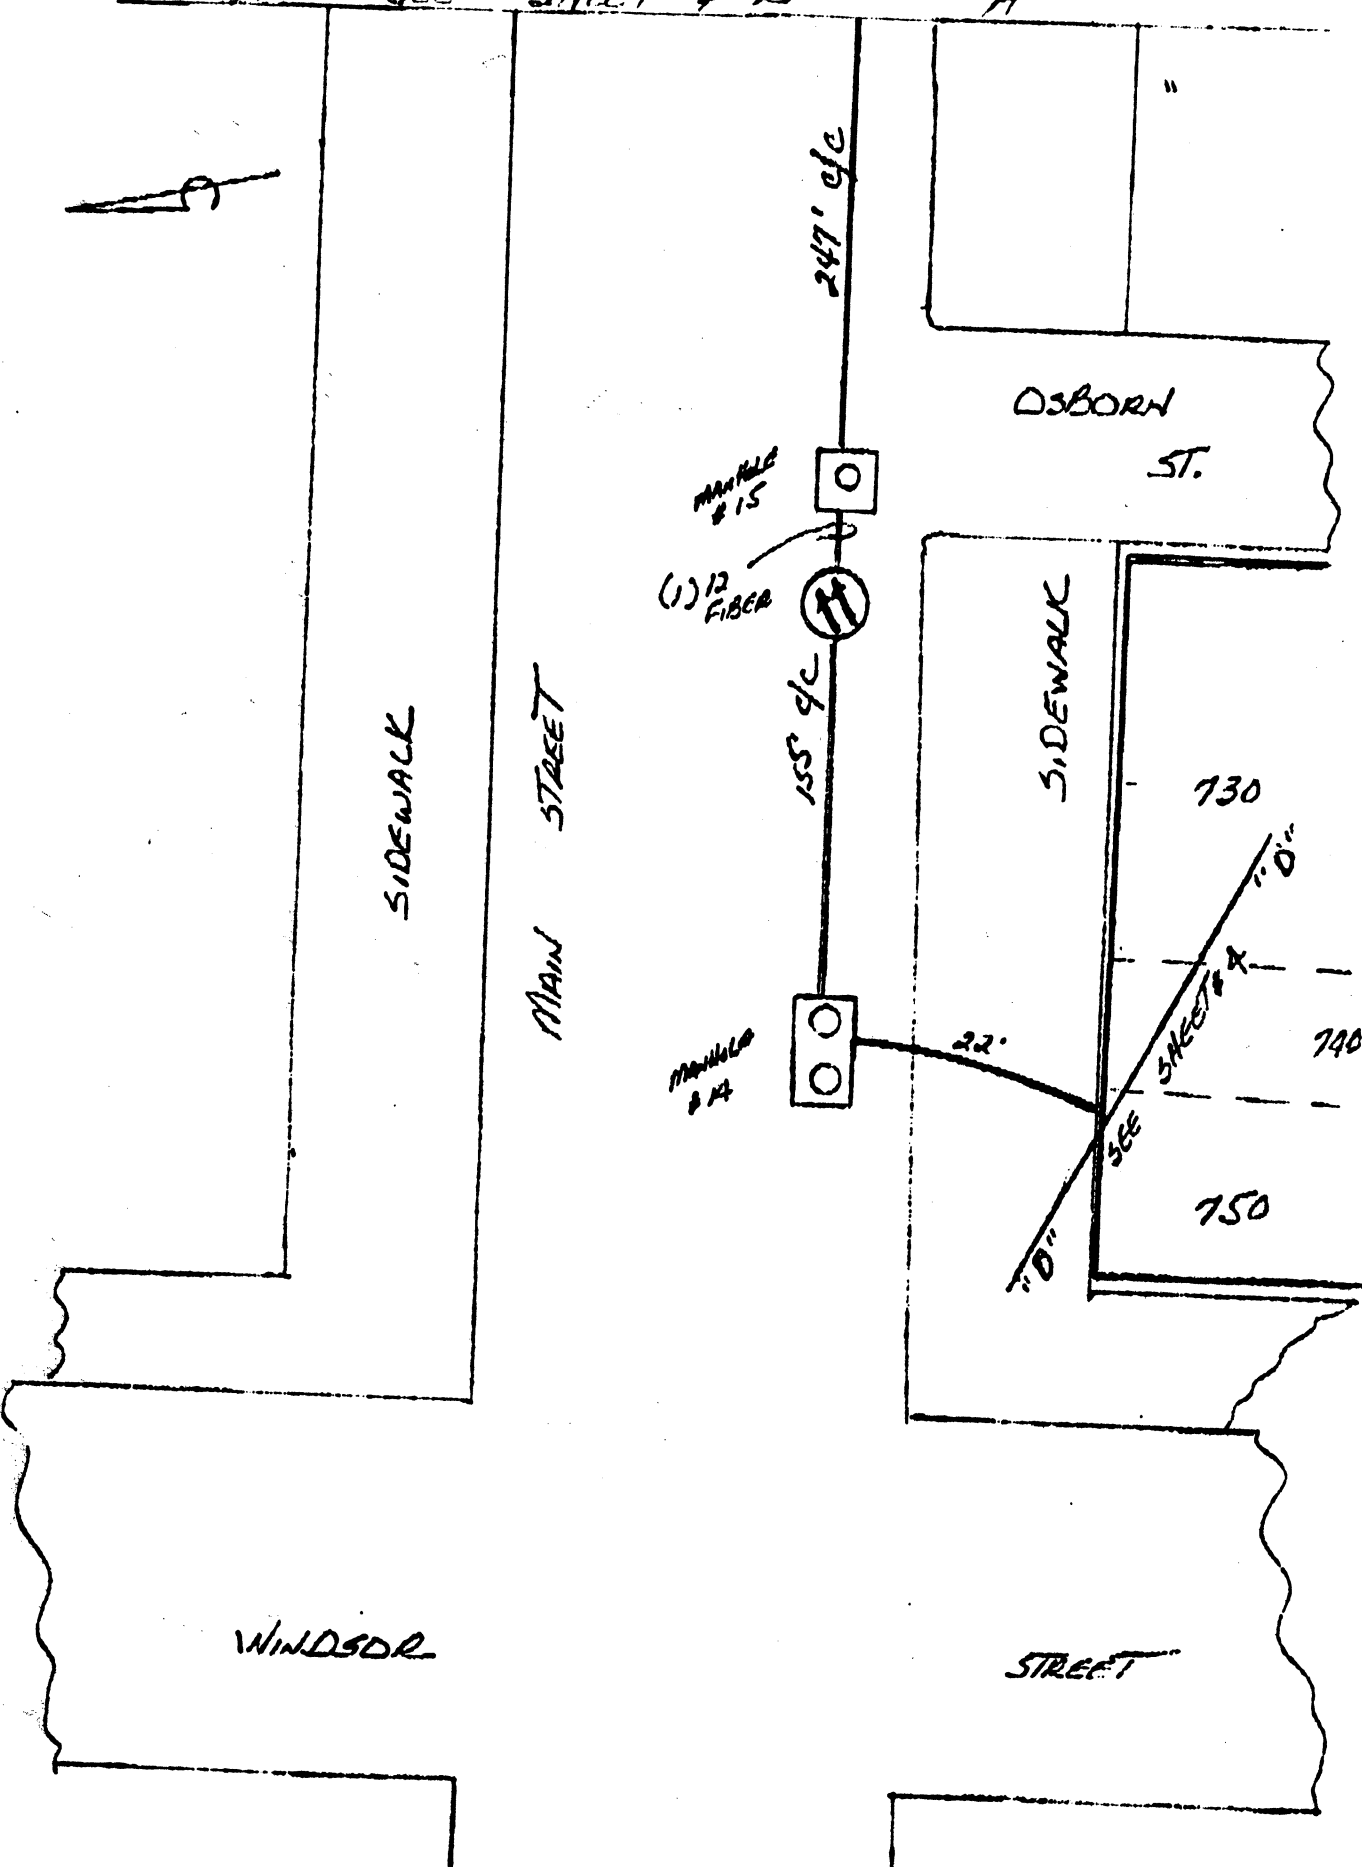 "
247' c/c
OSBORN
ST.
MANHOLE
# 15
(1) 12
FIBER
SIDEWALK
155' c/c
SIDEWALK
MAIN STREET
730
"D"
SEE SHEET # 4
740
22'
MANHOLE
# 14
750
"D"
WINDSOR STREET